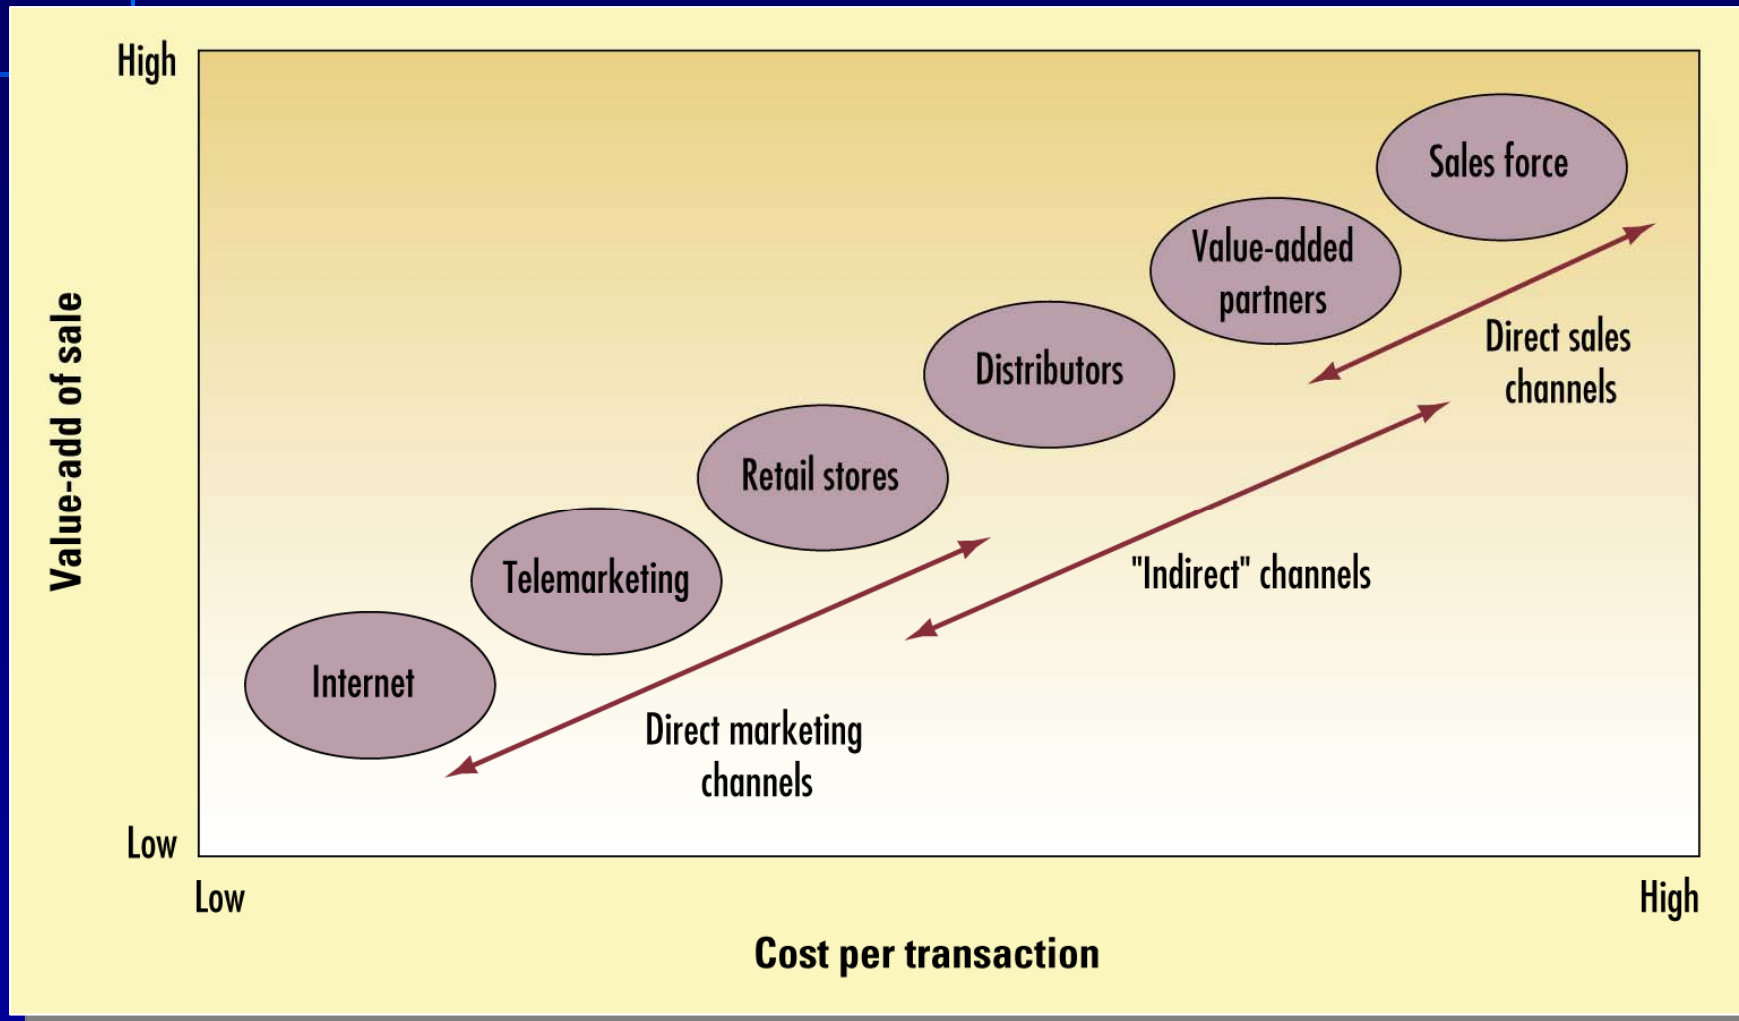 High
Sales force
Value-added
partners
Direct sales
channels
Distributors
Value-add of sale
Retail stores
"Indirect" channels
Telemarketing
Internet
Direct marketing
channels
Low
Low
High
Cost per transaction